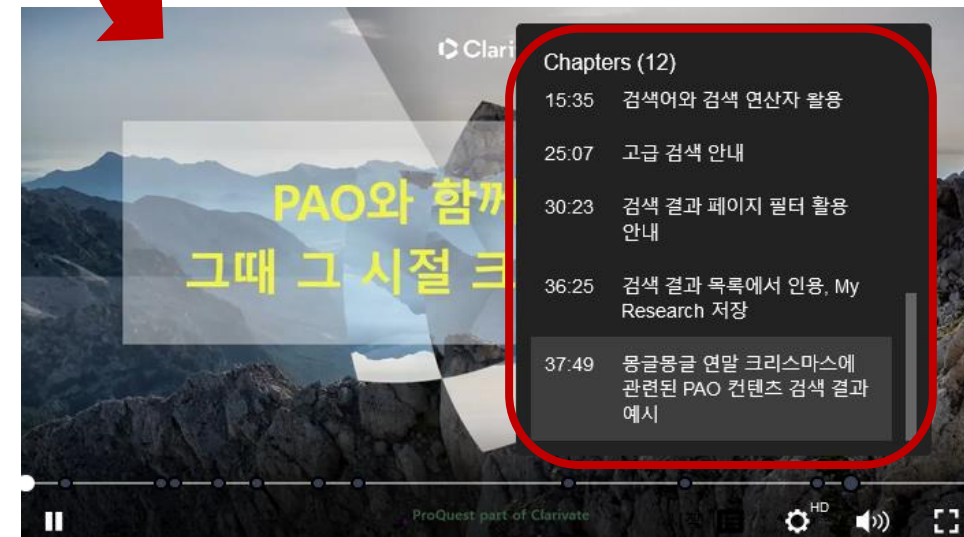 Clari
PAO와 함께
그때 그 시절 크
Chapters (12)
15:35 검색어와 검색 연산자 활용
25:07 고급 검색 안내
30:23 검색 결과 페이지 필터 활용
안내
36:25 검색 결과 목록에서 인용, My
Research 저장
37:49 몽글몽글 연말 크리스마스에
관련된 PAO 컨텐츠 검색 결과
예시
ProQuest part of Clarivate
HD